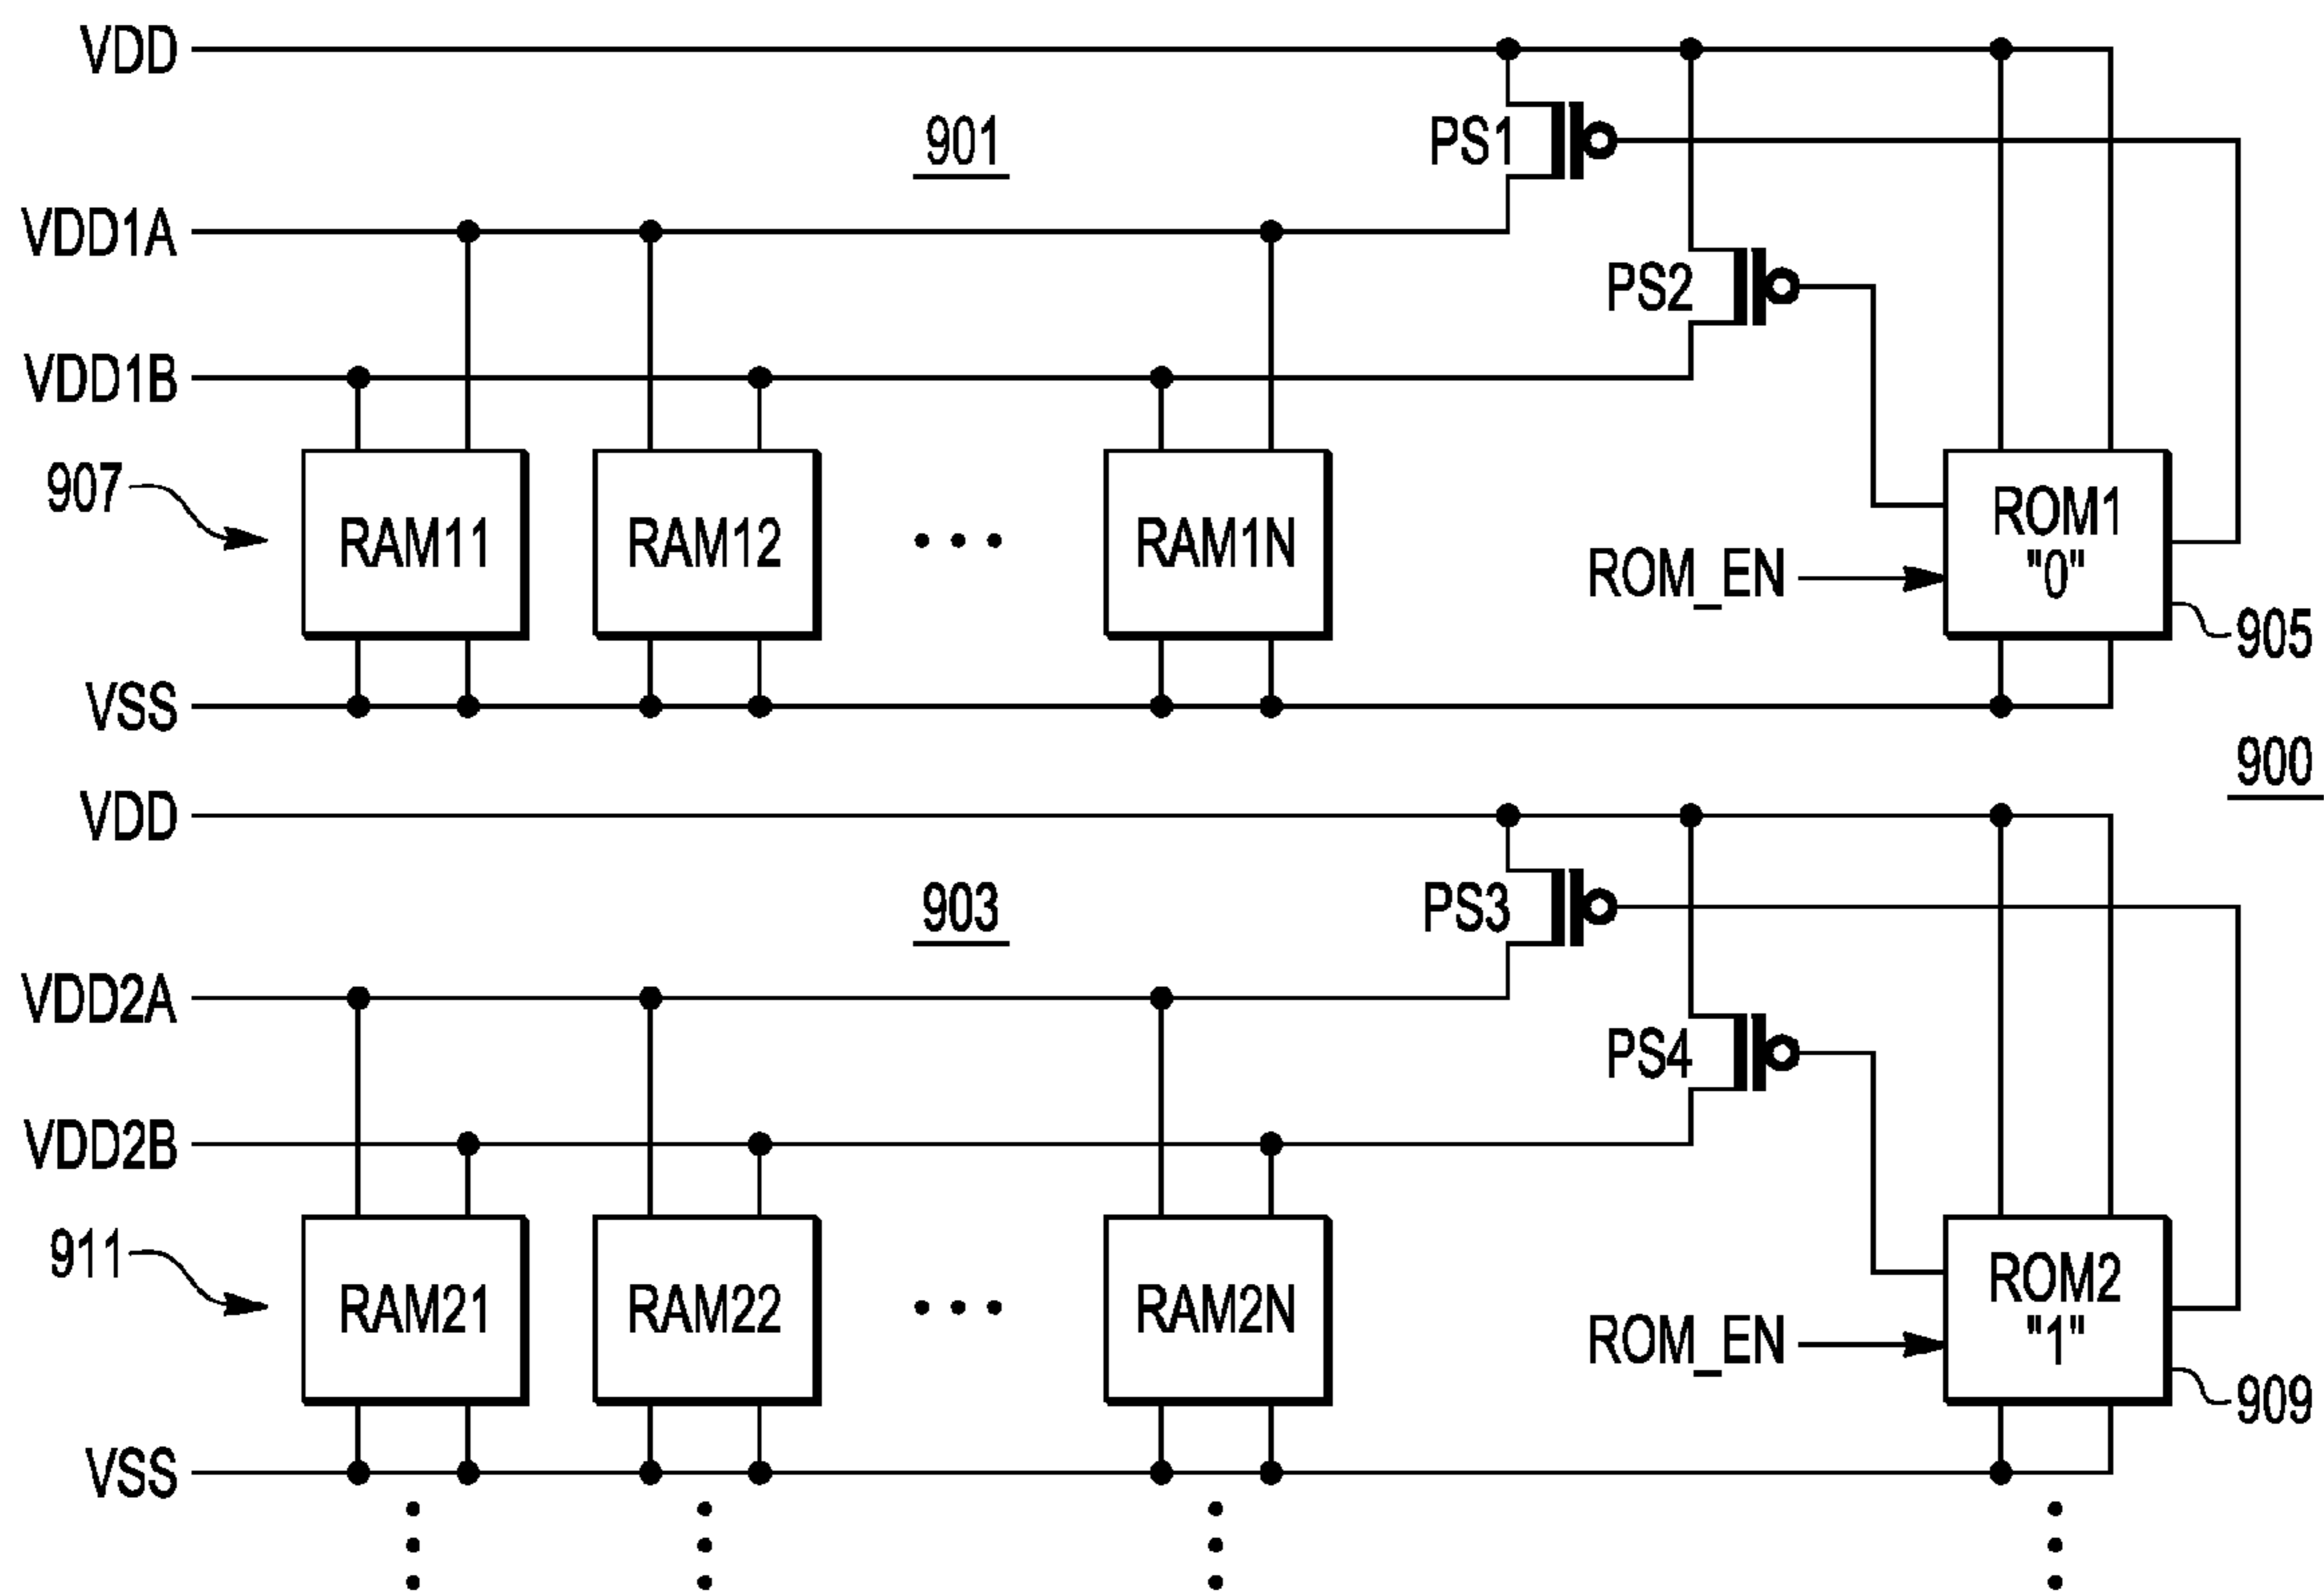 VDD
901
PS1
VDD1A
PS2
VDD1B
907
RAM11
RAM12
RAM1N
ROM1
"0"
ROM_EN
905
VSS
900
VDD
903
PS3
VDD2A
PS4
VDD2B
911
RAM21
RAM22
RAM2N
ROM2
"1"
ROM_EN
909
VSS